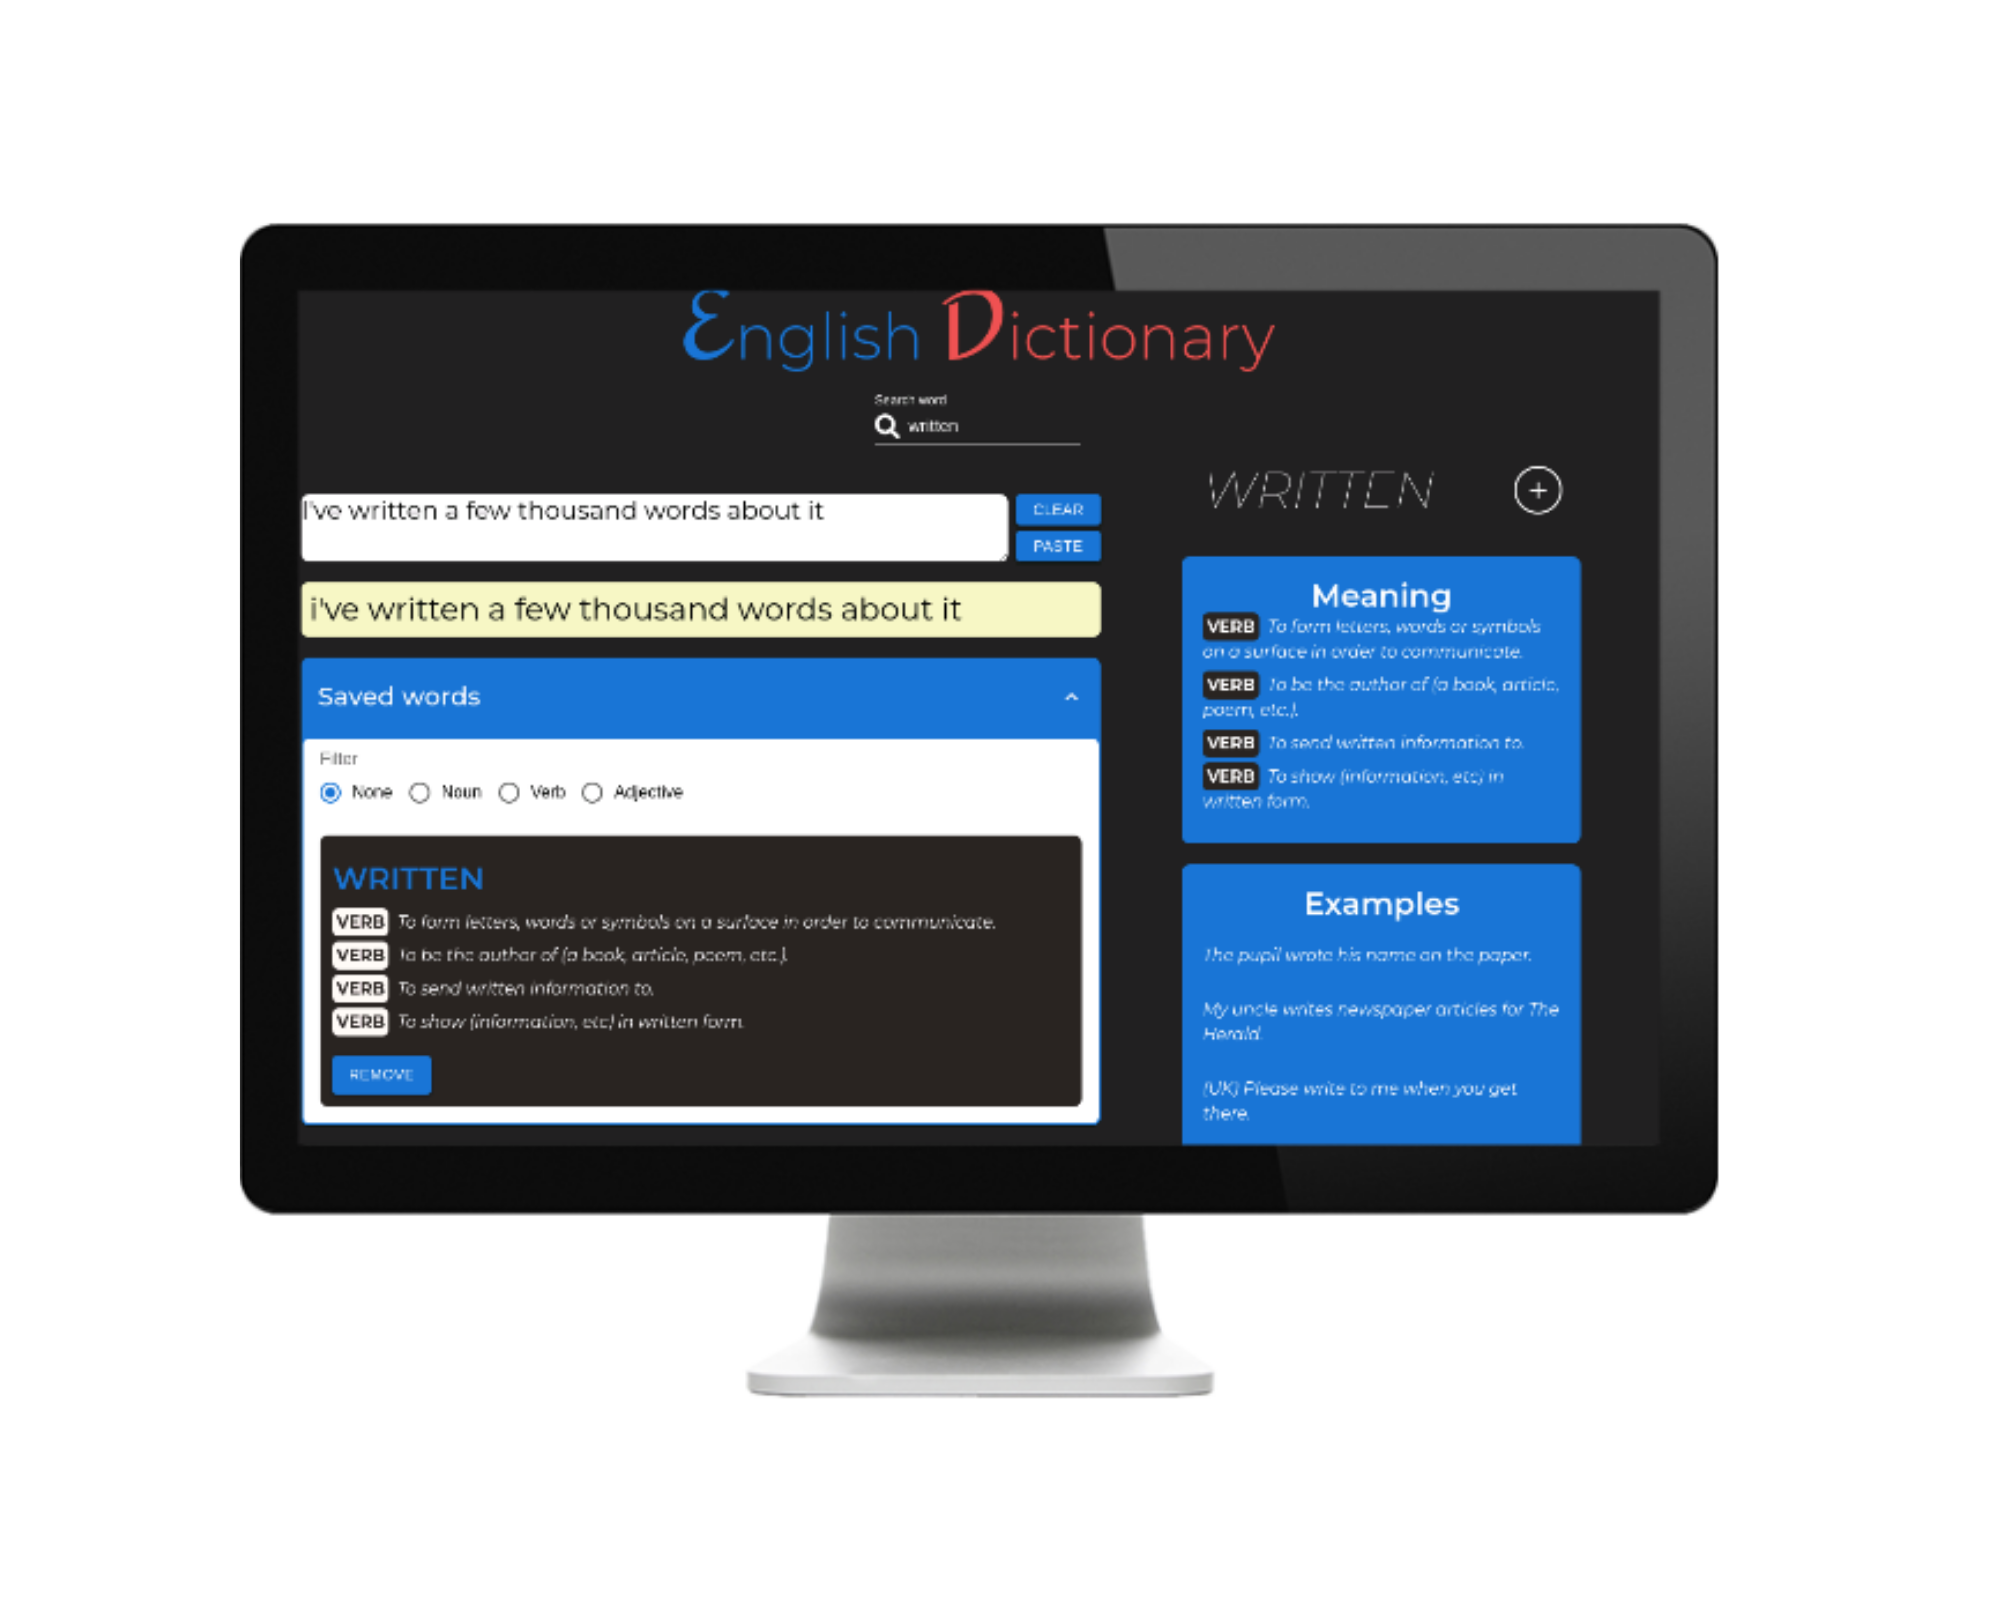 English Dictionary
Search word
written
I've written a few thousand words about it
CLEAR
PASTE
i've written a few thousand words about it
Saved words
Filter
None Noun Verb Adjective
WRITTEN
VERB To form letters, words or symbols on a surface in order to communicate.
VERB To be the author of (a book, article, poem, etc.).
VERB To send written information to.
VERB To show (information, etc) in written form.
REMOVE
WRITTEN
Meaning
VERB To form letters, words or symbols
on a surface in order to communicate.
VERB To be the author of (a book, article,
poem, etc.).
VERB To send written information to.
VERB To show (information, etc) in
written form.
Examples
The pupil wrote his name on the paper.
My uncle writes newspaper articles for The
Herald.
(UK) Please write to me when you get
there.